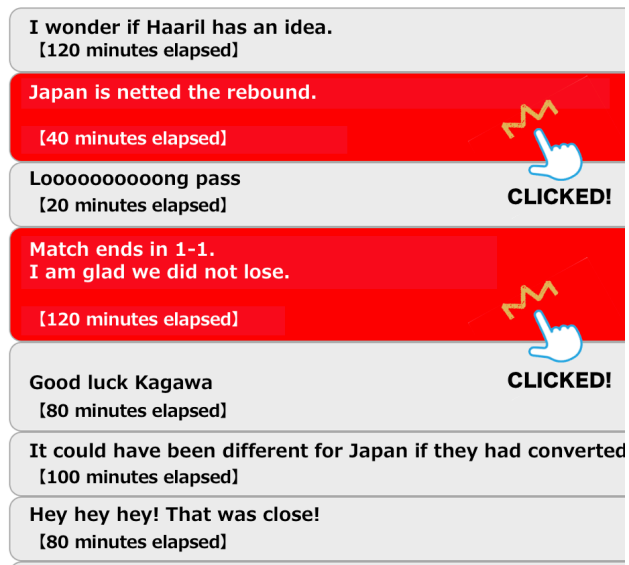 I wonder if Haaril has an idea.
【120 minutes elapsed】
Japan is netted the rebound.
【40 minutes elapsed】
CLICKED!
Looooooooooong pass
【20 minutes elapsed】
Match ends in 1-1.
I am glad we did not lose.
【120 minutes elapsed】
CLICKED!
Good luck Kagawa
【80 minutes elapsed】
It could have been different for Japan if they had converted
【100 minutes elapsed】
Hey hey hey! That was close!
【80 minutes elapsed】